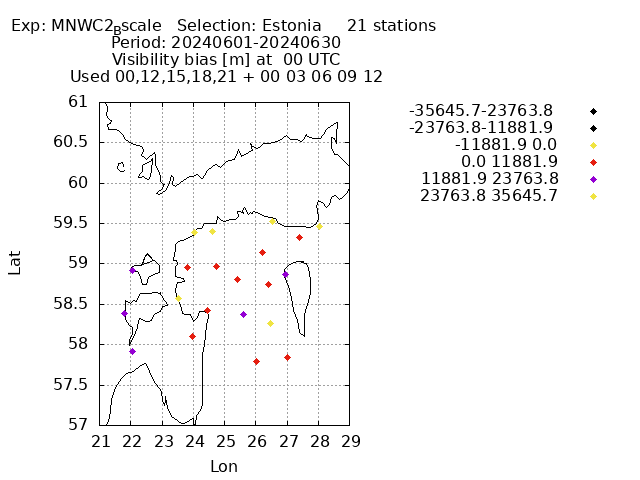 Exp: MNWC2Bscale Selection: Estonia 21 stations
Period: 20240601-20240630
Visibility bias [m] at 00 UTC
Used 00,12,15,18,21 + 00 03 06 09 12
-35645.7-23763.8
-23763.8-11881.9
-11881.9 0.0
0.0 11881.9
11881.9 23763.8
23763.8 35645.7
61
60.5
60
59.5
59
58.5
58
57.5
57
Lat
21 22 23 24 25 26 27 28 29
Lon